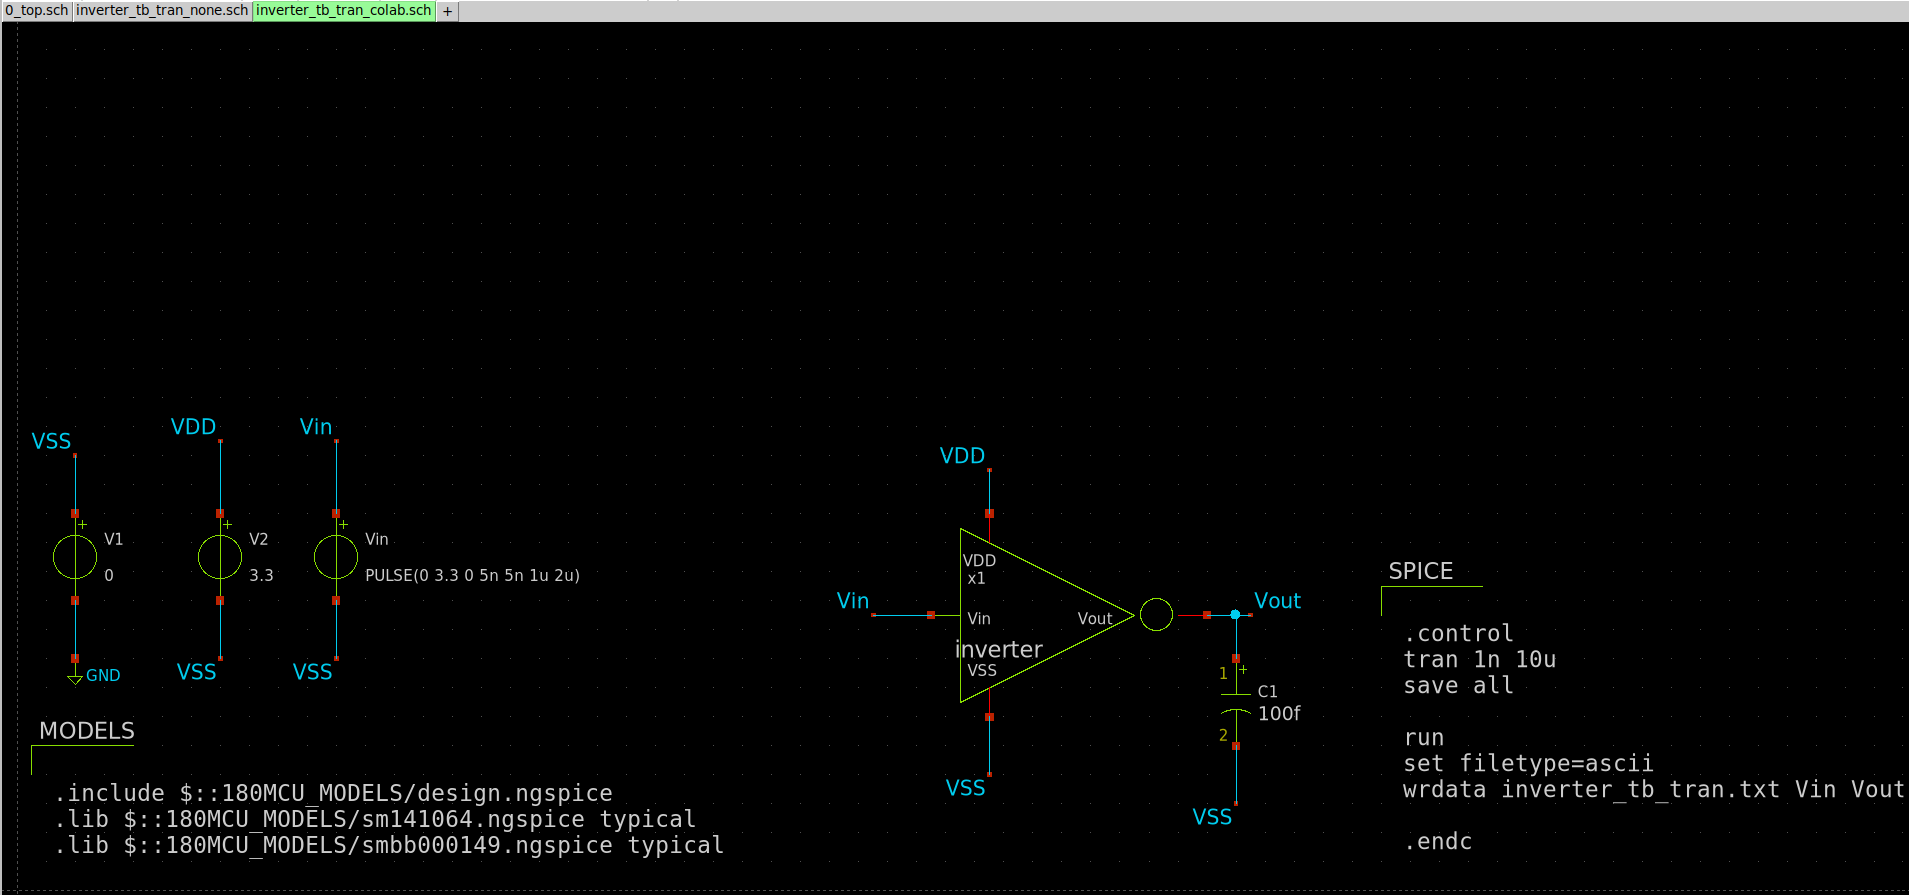 0_top.sch inverter_tb_tran_none.sch inverter_tb_tran_colab.sch +
VSS
VDD
Vin
+
V1
0
GND
+
V2
3.3
VSS
+
Vin
PULSE(0 3.3 0 5n 5n 1u 2u)
VSS
MODELS
.include $::180MCU_MODELS/design.ngspice
.lib $::180MCU_MODELS/sm141064.ngspice typical
.lib $::180MCU_MODELS/smbb000149.ngspice typical
VDD
VDD
x1
Vin
Vin
Vout
inverter
VSS
VSS
Vout
1
+
C1
100f
2
VSS
SPICE
.control
tran 1n 10u
save all
run
set filetype=ascii
wrdata inverter_tb_tran.txt Vin Vout
.endc